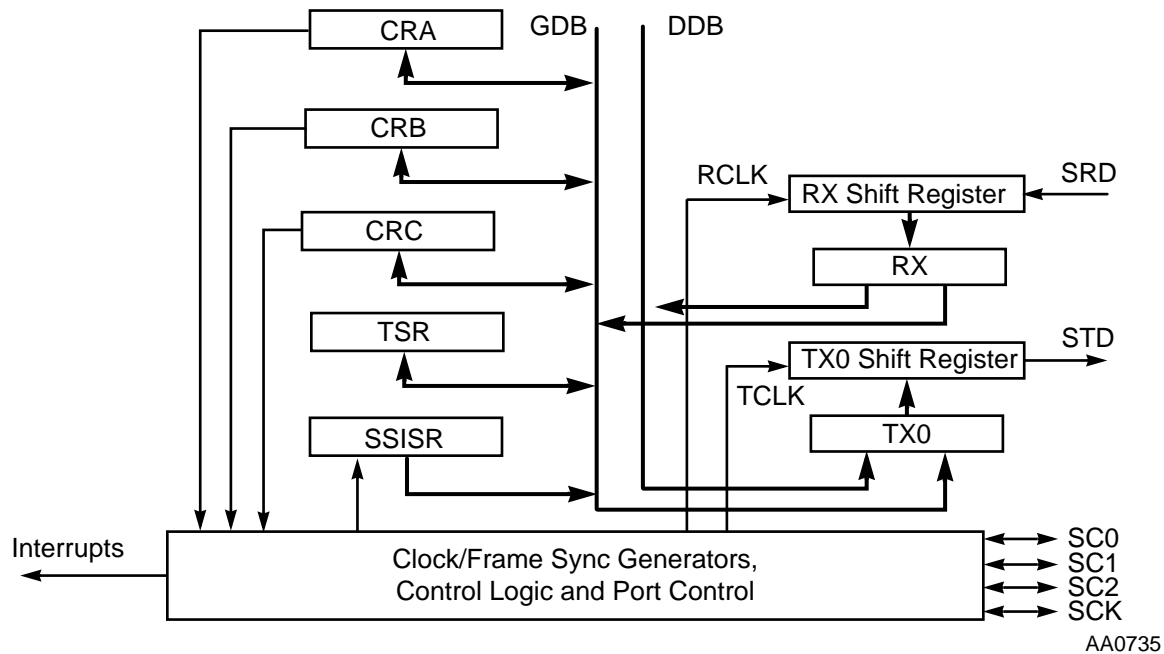 CRA
GDB
DDB
CRB
RCLK
RX Shift Register
SRD
CRC
RX
TSR
STD
TX0 Shift Register
TCLK
TX0
SSISR
Interrupts
Clock/Frame Sync Generators,
Control Logic and Port Control
SC0
SC1
SC2
SCK
AA0735